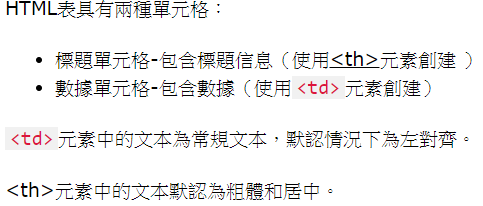 HTML表具有兩種單元格：
• 標題單元格-包含標題信息（使用<th>元素創建 ）
• 數據單元格-包含數據（使用<td>元素創建）
<td>元素中的文本為常規文本，默認情況下為左對齊。
<th>元素中的文本默認為粗體和居中。